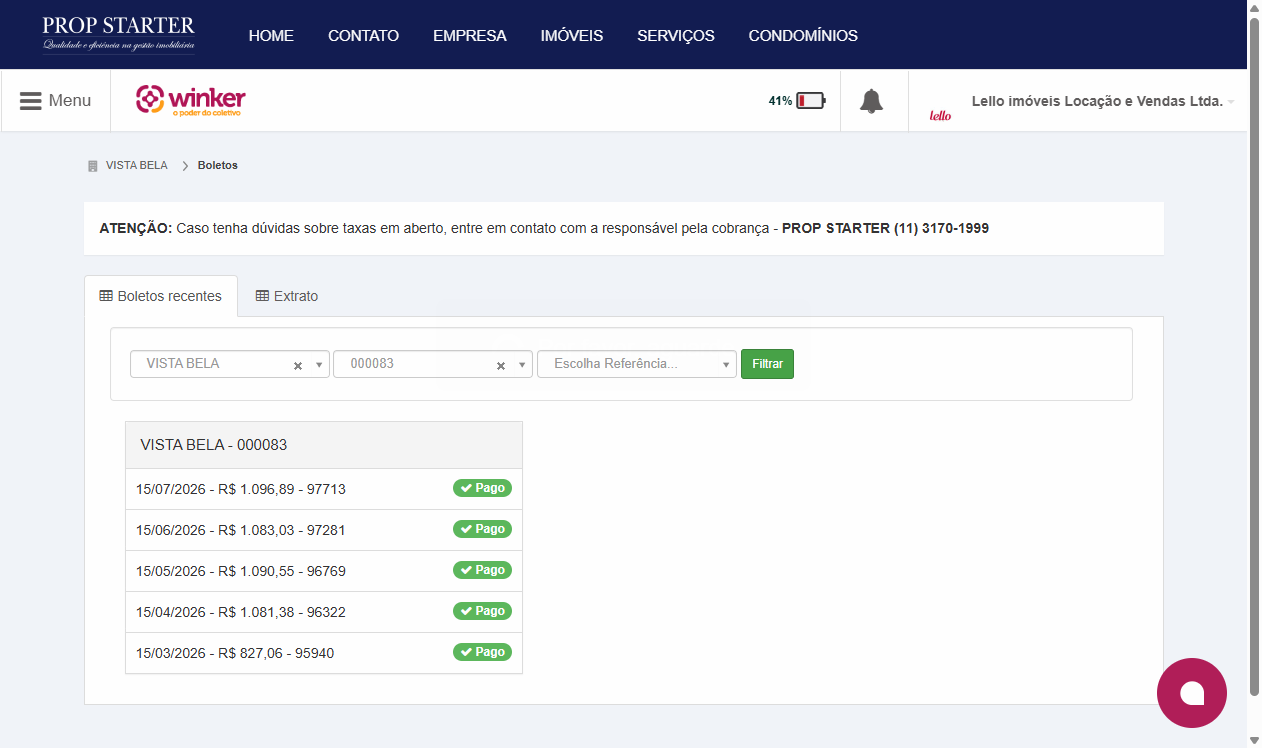 PROP STARTER
Qualidade e eficiência na gestão imobiliária
HOME CONTATO EMPRESA IMÓVEIS SERVIÇOS CONDOMÍNIOS
Menu
winker
o poder do coletivo
41%
lello
Lello imóveis Locação e Vendas Ltda.
VISTA BELA > Boletos
ATENÇÃO: Caso tenha dúvidas sobre taxas em aberto, entre em contato com a responsável pela cobrança - PROP STARTER (11) 3170-1999
Boletos recentes Extrato
VISTA BELA × 000083 × Escolha Referência... Filtrar
VISTA BELA - 000083
15/07/2026 - R$ 1.096,89 - 97713 Pago
15/06/2026 - R$ 1.083,03 - 97281 Pago
15/05/2026 - R$ 1.090,55 - 96769 Pago
15/04/2026 - R$ 1.081,38 - 96322 Pago
15/03/2026 - R$ 827,06 - 95940 Pago